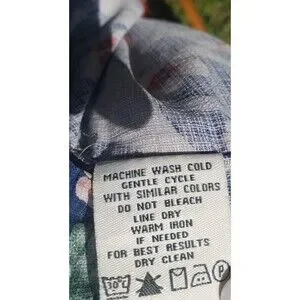 MACHINE WASH COLD
GENTLE CYCLE
WITH SIMILAR COLORS
DO NOT BLEACH
LINE DRY
WARM IRON
IF NEEDED
FOR BEST RESULTS
DRY CLEAN
30°C P